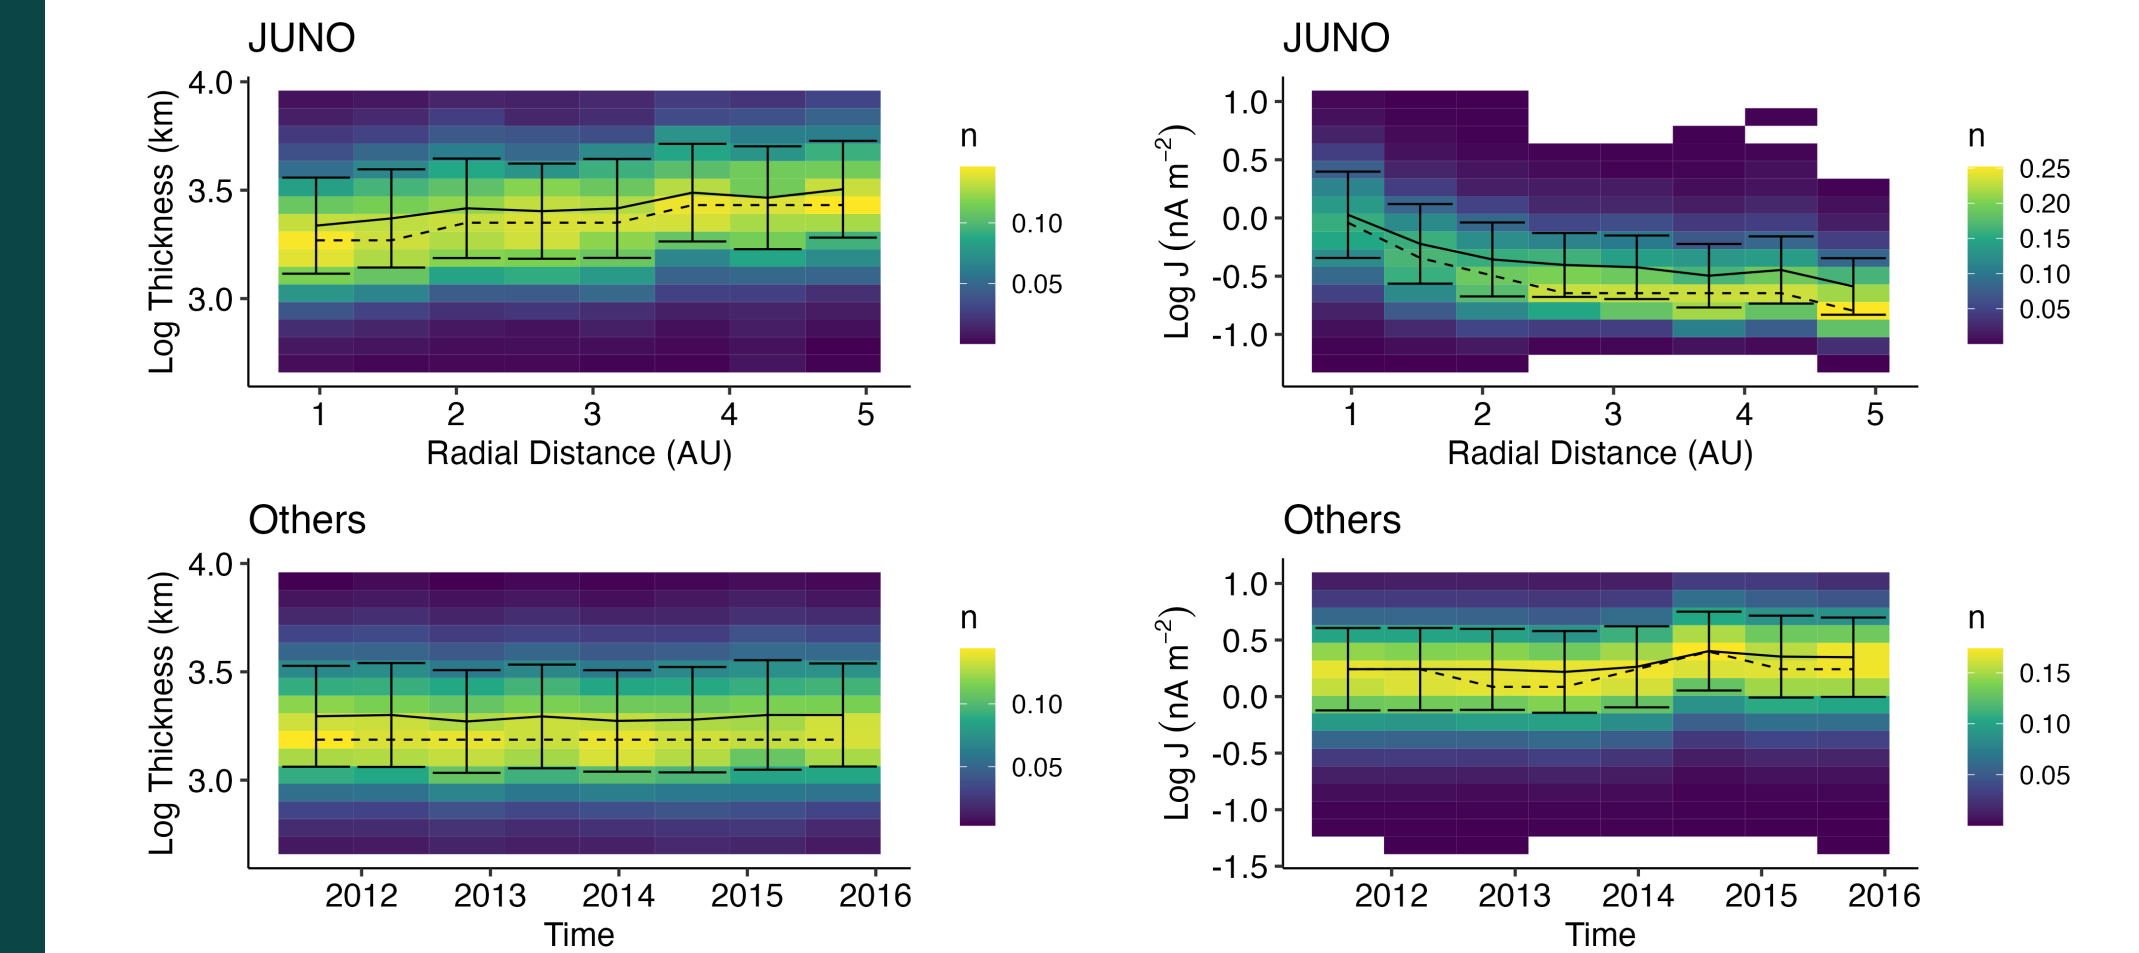 JUNO
Log Thickness (km)
4.0
3.5
3.0
1 2 3 4 5
Radial Distance (AU)
n
0.10
0.05
JUNO
Log J (nA m⁻²)
1.0
0.5
0.0
-0.5
-1.0
1 2 3 4 5
Radial Distance (AU)
n
0.25
0.20
0.15
0.10
0.05
Others
Log Thickness (km)
4.0
3.5
3.0
2012 2013 2014 2015 2016
Time
n
0.10
0.05
Others
Log J (nA m⁻²)
1.0
0.5
0.0
-0.5
-1.0
-1.5
2012 2013 2014 2015 2016
Time
n
0.15
0.10
0.05